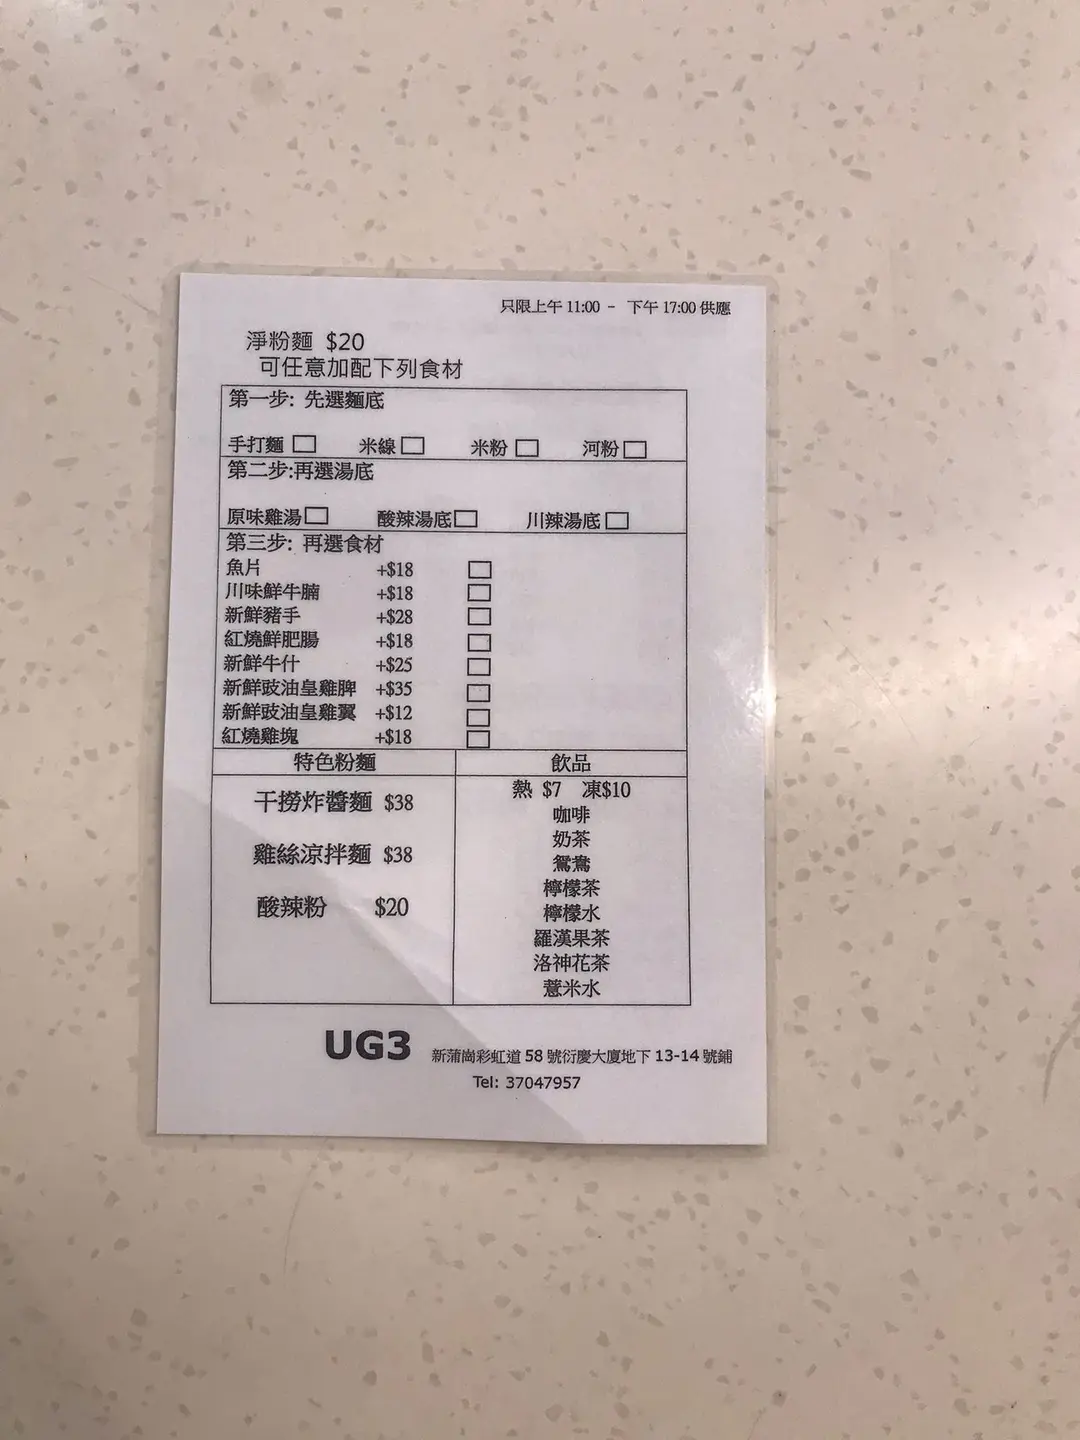 只限上午 11:00 - 下午 17:00 供應
淨粉麵 $20
可任意加配下列食材
第一步: 先選麵底
手打麵 □ 米線 □ 米粉 □ 河粉 □
第二步:再選湯底
原味雞湯 □ 酸辣湯底 □ 川辣湯底 □
第三步: 再選食材
魚片 +$18 □
川味鮮牛腩 +$18 □
新鮮豬手 +$28 □
紅燒鮮肥腸 +$18 □
新鮮牛什 +$25 □
新鮮豉油皇雞脾 +$35 □
新鮮豉油皇雞翼 +$12 □
紅燒雞塊 +$18 □
特色粉麵
干撈炸醬麵 $38
雞絲涼拌麵 $38
酸辣粉 $20
飲品
熱 $7 凍$10
咖啡
奶茶
鴛鴦
檸檬茶
檸檬水
羅漢果茶
洛神花茶
薏米水
UG3 新蒲崗彩虹道 58 號衍慶大廈地下 13-14 號鋪
Tel: 37047957